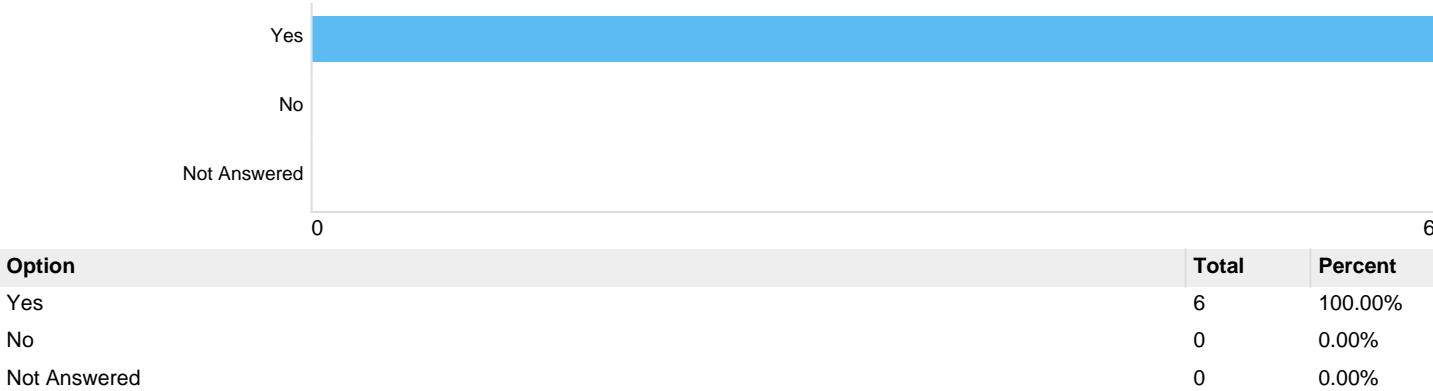 Yes
No
Not Answered
0 6
Option Total Percent
Yes 6 100.00%
No 0 0.00%
Not Answered 0 0.00%